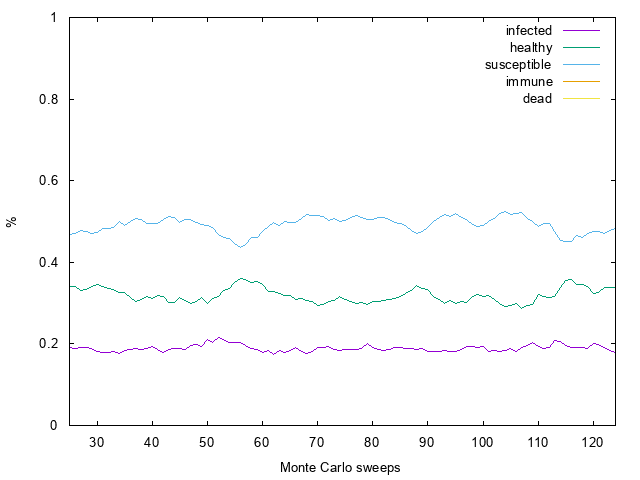 1
0.8
0.6
0.4
0.2
0
%
infected
healthy
susceptible
immune
dead
30 40 50 60 70 80 90 100 110 120
Monte Carlo sweeps